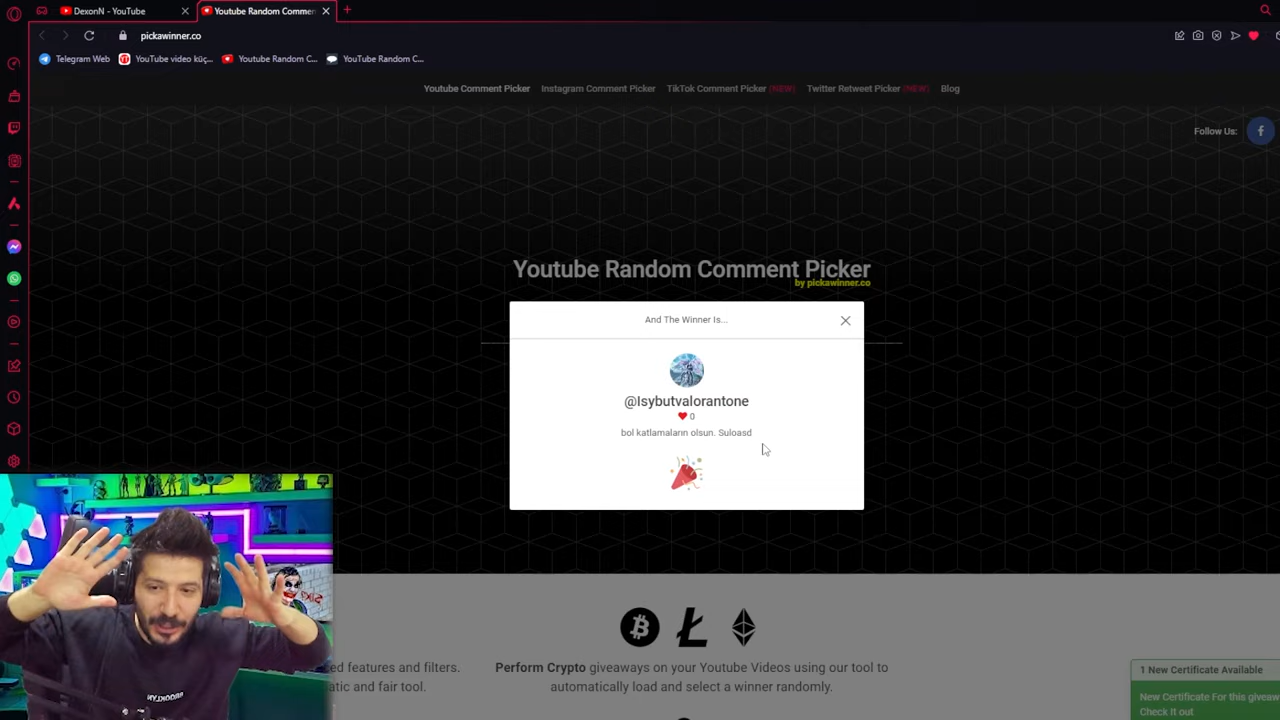 DexonN - YouTube
Youtube Random Commen
pickawinner.co
Telegram Web
YouTube video küç...
Youtube Random C...
YouTube Random C...
Youtube Comment Picker
Instagram Comment Picker
TikTok Comment Picker (NEW)
Twitter Retweet Picker (NEW)
Blog
Follow Us:
Youtube Random Comment Picker
by pickawinner.co
And The Winner Is...
@Isybutvalorantone
0
bol katlamaların olsun. Suloasd
ed features and filters.
atic and fair tool.
Perform Crypto giveaways on your Youtube Videos using our tool to
automatically load and select a winner randomly.
1 New Certificate Available
New Certificate For this giveaw
Check It out